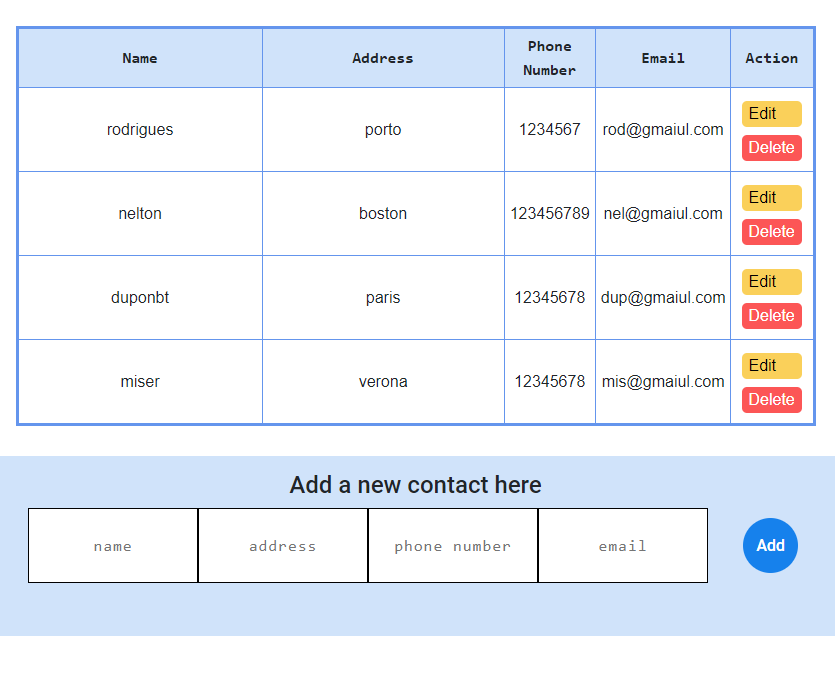 Name Address Phone Number Email Action
rodrigues porto 1234567 rod@gmaiul.com Edit Delete
nelton boston 123456789 nel@gmaiul.com Edit Delete
duponbt paris 12345678 dup@gmaiul.com Edit Delete
miser verona 12345678 mis@gmaiul.com Edit Delete
Add a new contact here
name address phone number email Add